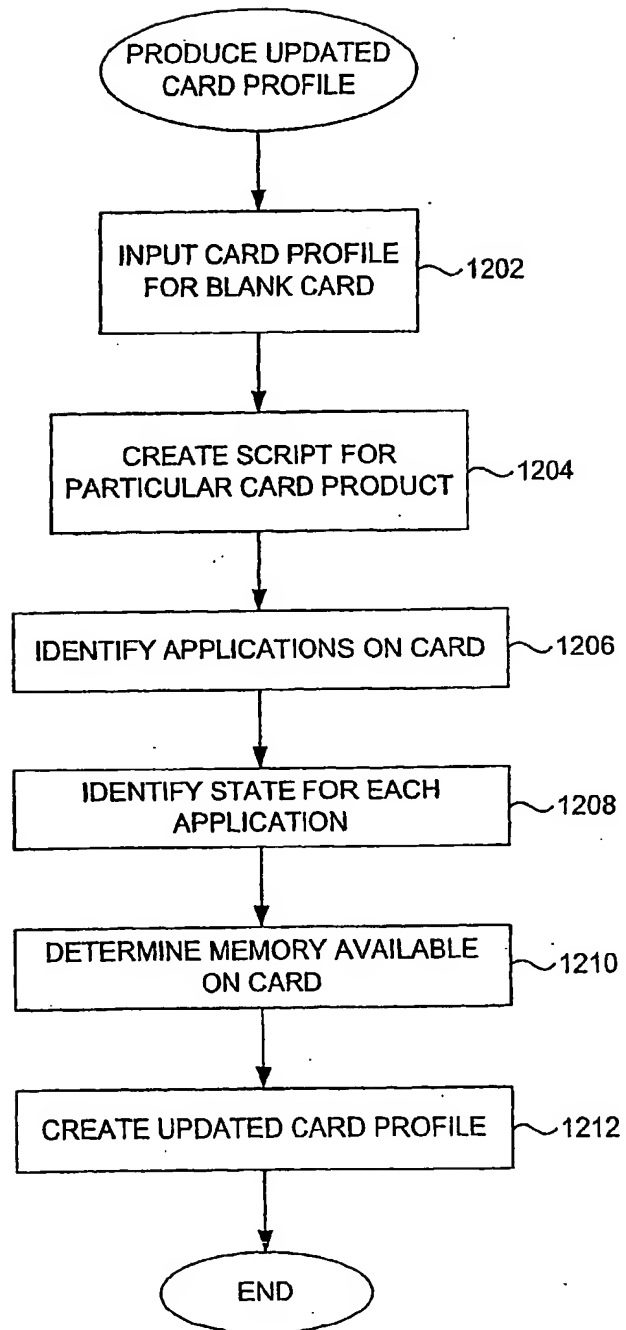 PRODUCE UPDATED
CARD PROFILE
INPUT CARD PROFILE
FOR BLANK CARD
1202
CREATE SCRIPT FOR
PARTICULAR CARD PRODUCT
1204
IDENTIFY APPLICATIONS ON CARD
1206
IDENTIFY STATE FOR EACH
APPLICATION
1208
DETERMINE MEMORY AVAILABLE
ON CARD
1210
CREATE UPDATED CARD PROFILE
1212
END